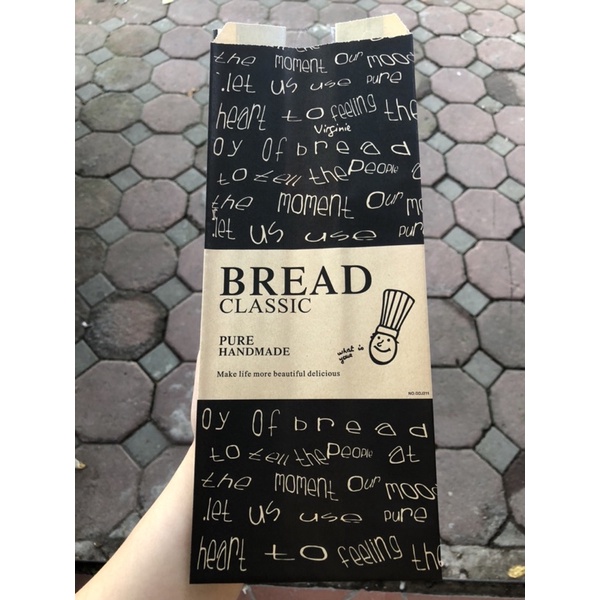 the moment Our mood
.let us use pure
heart to feeling the
Virginie
oy Of bread
to tell the People
the moment Our mo
.let us use pure
BREAD
CLASSIC
PURE
HANDMADE
what is
your
Make life more beautiful delicious
oy Of bread
to tell the People at
the moment Our mood
.let us use pure
heart to feeling the